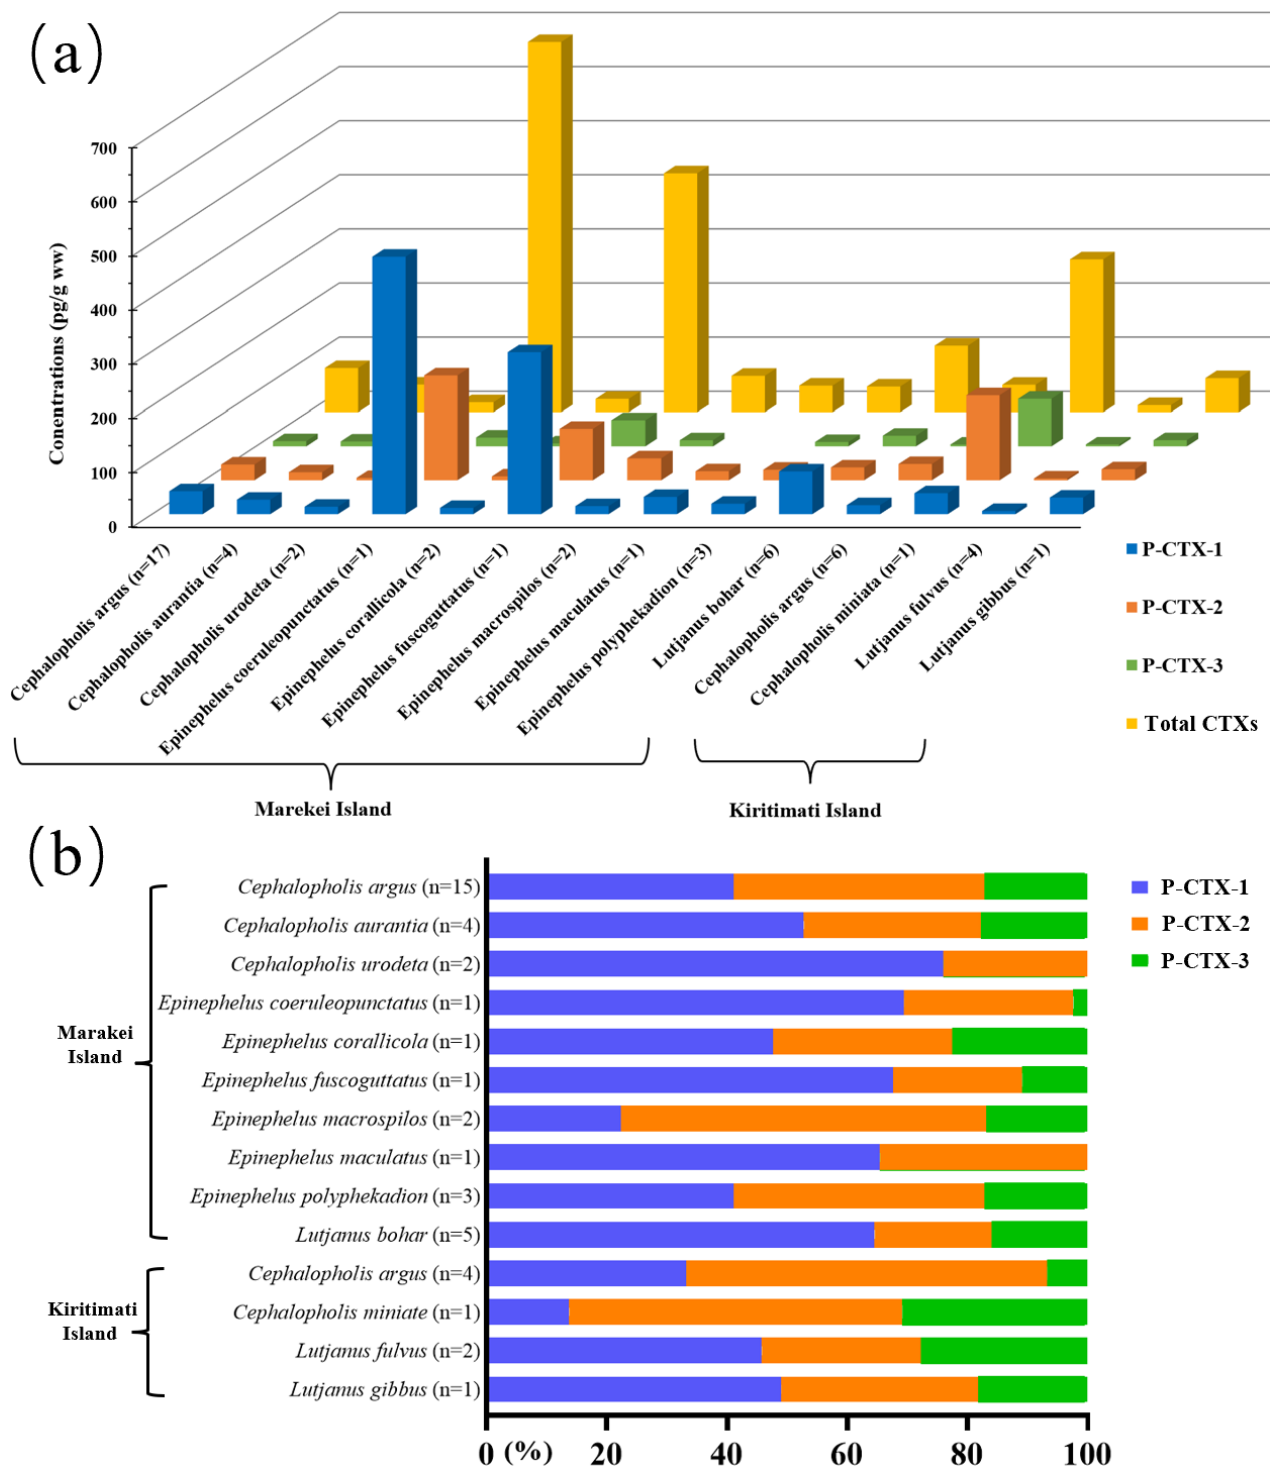 (a)
700
600
500
400
300
200
100
0
Conentrations (pg/g ww)
Cephalopholis argus (n=17)
Cephalopholis aurantia (n=4)
Cephalopholis urodeta (n=2)
Epinephelus coeruleopunctatus (n=1)
Epinephelus corallicola (n=2)
Epinephelus fuscoguttatus (n=1)
Epinephelus macrospilos (n=2)
Epinephelus maculatus (n=1)
Epinephelus polyphekadion (n=3)
Lutjanus bohar (n=6)
Cephalopholis argus (n=6)
Cephalopholis miniata (n=1)
Lutjanus fulvus (n=4)
Lutjanus gibbus (n=1)
P-CTX-1
P-CTX-2
P-CTX-3
Total CTXs
Marekei Island
Kiritimati Island
(b)
Cephalopholis argus (n=15)
Cephalopholis aurantia (n=4)
Cephalopholis urodeta (n=2)
Epinephelus coeruleopunctatus (n=1)
Epinephelus corallicola (n=1)
Epinephelus fuscoguttatus (n=1)
Epinephelus macrospilos (n=2)
Epinephelus maculatus (n=1)
Epinephelus polyphekadion (n=3)
Lutjanus bohar (n=5)
Cephalopholis argus (n=4)
Cephalopholis miniate (n=1)
Lutjanus fulvus (n=2)
Lutjanus gibbus (n=1)
Marakei
Island
Kiritimati
Island
P-CTX-1
P-CTX-2
P-CTX-3
0 (%) 20 40 60 80 100